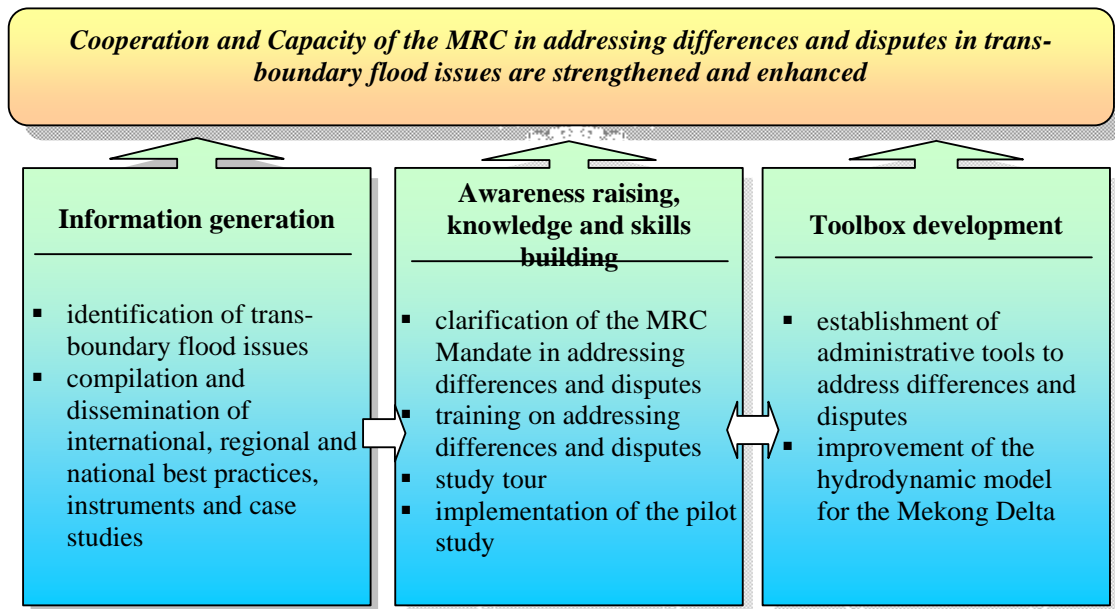 Cooperation and Capacity of the MRC in addressing differences and disputes in trans-
boundary flood issues are strengthened and enhanced
Information generation
▪ identification of trans-
boundary flood issues
▪ compilation and
dissemination of
international, regional and
national best practices,
instruments and case
studies
Awareness raising,
knowledge and skills
building
▪ clarification of the MRC
Mandate in addressing
differences and disputes
▪ training on addressing
differences and disputes
▪ study tour
▪ implementation of the pilot
study
Toolbox development
▪ establishment of
administrative tools to
address differences and
disputes
▪ improvement of the
hydrodynamic model
for the Mekong Delta